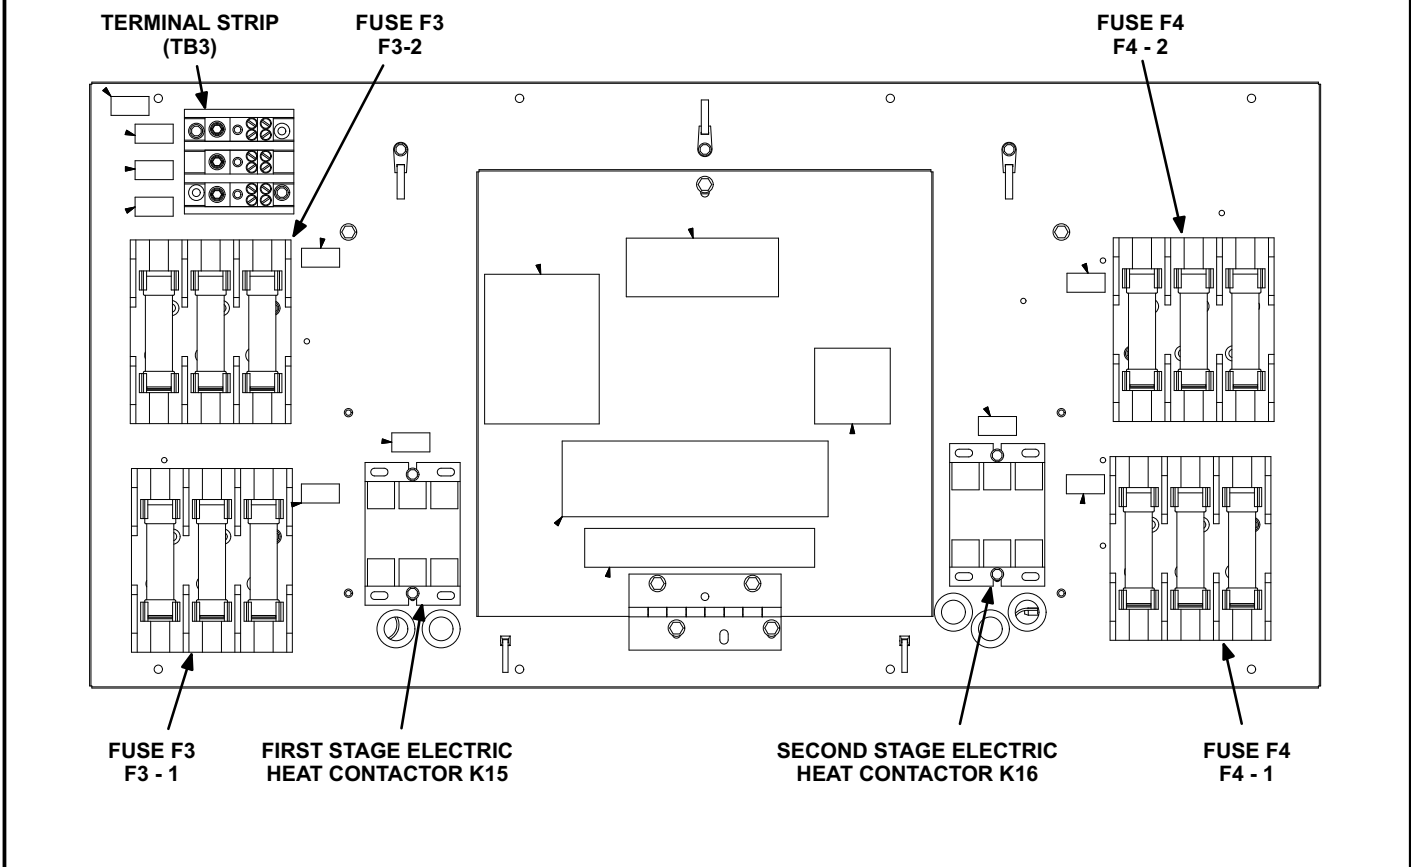 TERMINAL STRIP
(TB3)
FUSE F3
F3-2
FUSE F4
F4 - 2
FUSE F3
F3 - 1
FIRST STAGE ELECTRIC
HEAT CONTACTOR K15
SECOND STAGE ELECTRIC
HEAT CONTACTOR K16
FUSE F4
F4 - 1